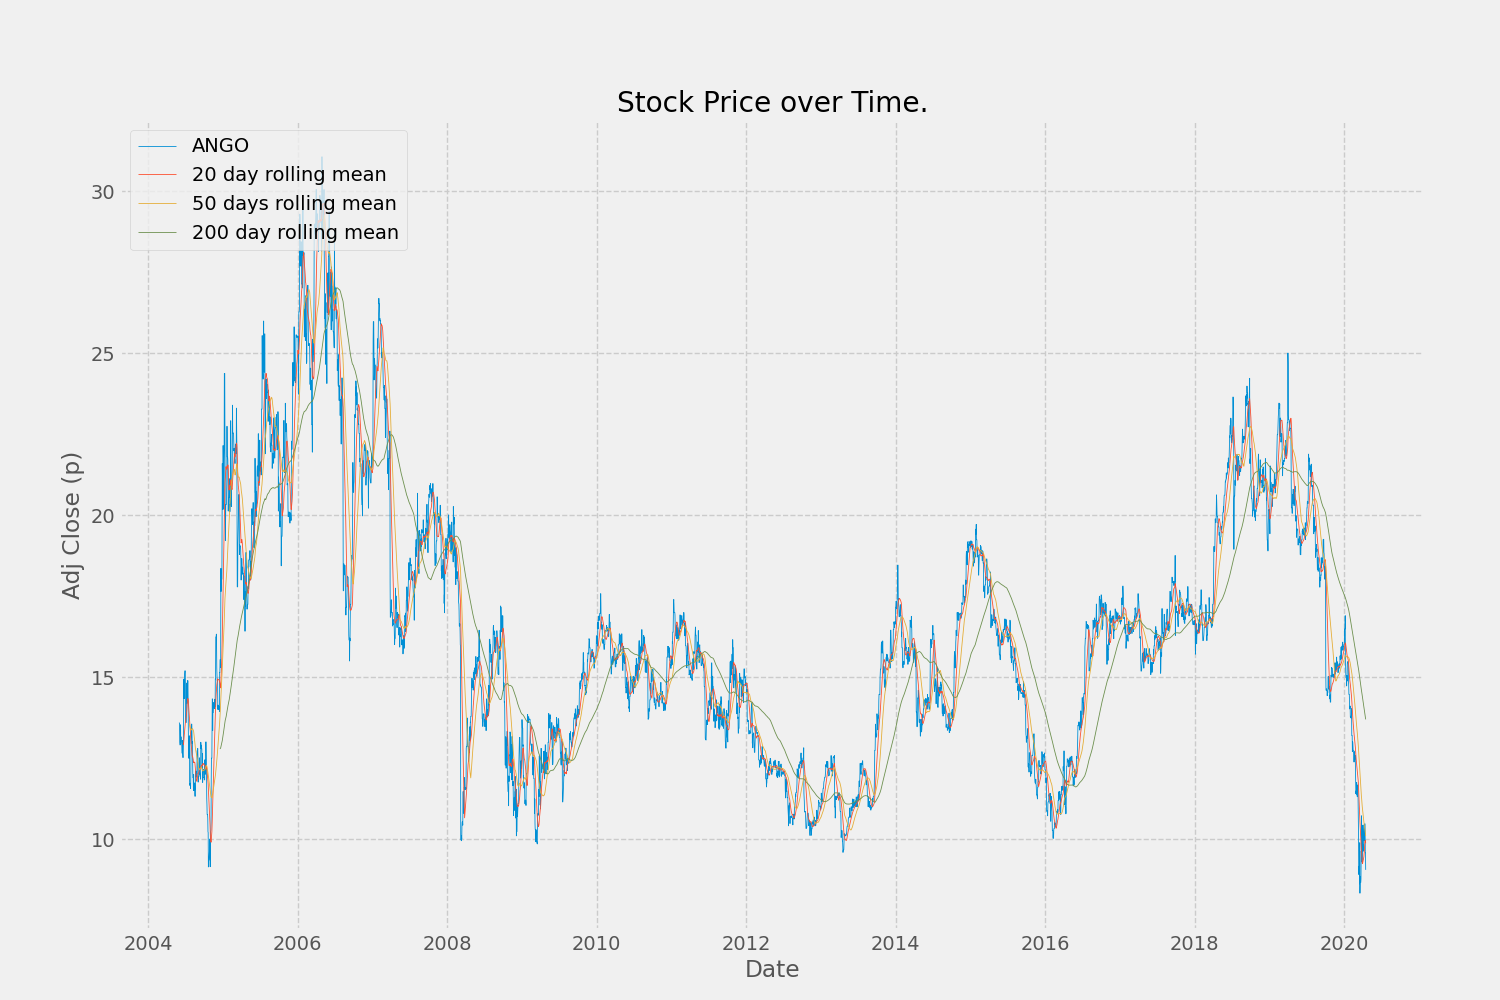 Stock Price over Time.
ANGO
20 day rolling mean
50 days rolling mean
200 day rolling mean
Adj Close (p)
30
25
20
15
10
2004 2006 2008 2010 2012 2014 2016 2018 2020
Date